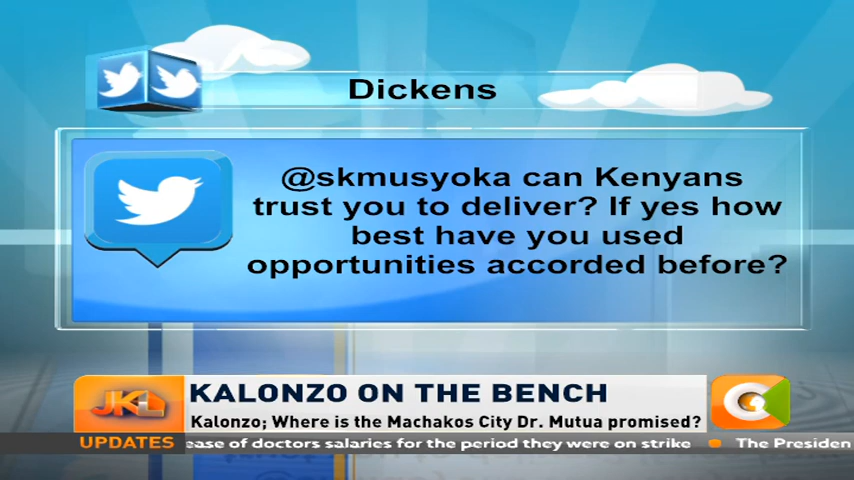 Dickens
@skmusyoka can Kenyans
trust you to deliver? If yes how
best have you used
opportunities accorded before?
JKL
KALONZO ON THE BENCH
Kalonzo; Where is the Machakos City Dr. Mutua promised?
UPDATES
ease of doctors salaries for the period they were on strike
The Presiden